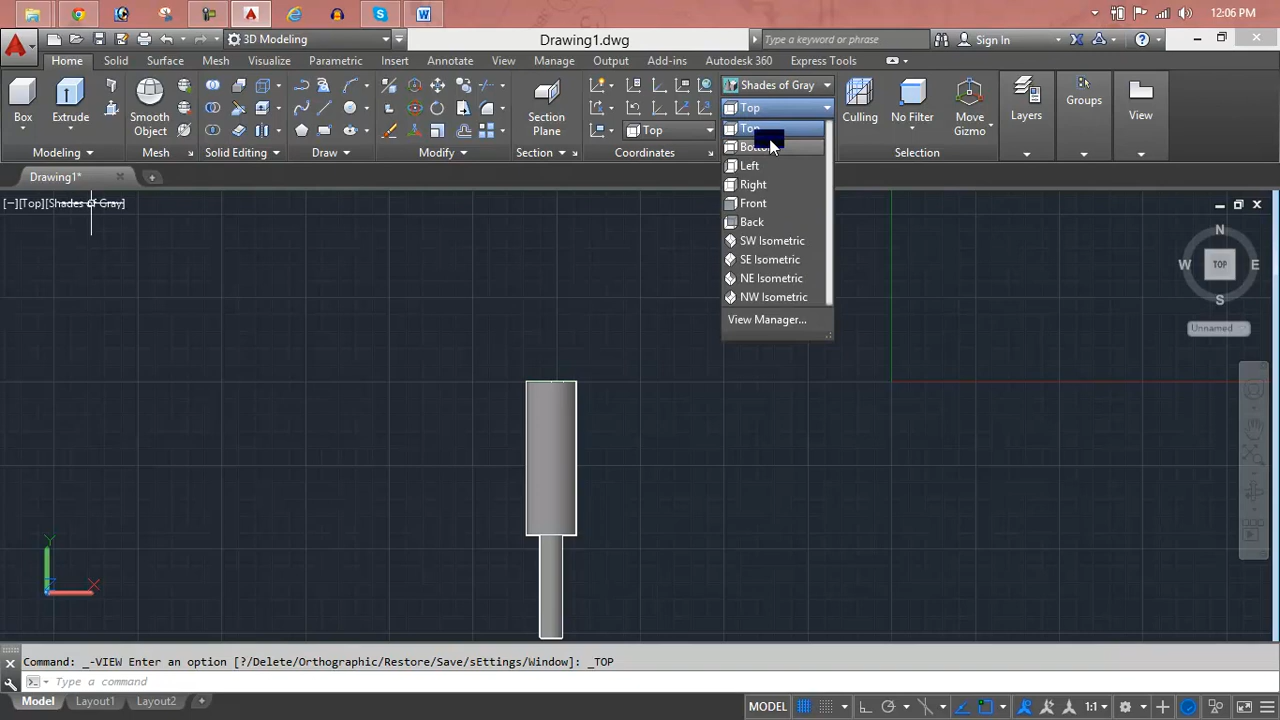 12:06 PM
3D Modeling
Drawing1.dwg
Type a keyword or phrase
Sign In
Home
Solid
Surface
Mesh
Visualize
Parametric
Insert
Annotate
View
Manage
Output
Add-ins
Autodesk 360
Express Tools
Box
Extrude
Smooth
Object
Section
Plane
Top
Shades of Gray
Top
Culling
No Filter
Move
Gizmo
Layers
Groups
View
Modeling
Mesh
Solid Editing
Draw
Modify
Section
Coordinates
Selection
Top
Left
Right
Front
Back
SW Isometric
SE Isometric
NE Isometric
NW Isometric
View Manager...
Drawing1*
[−][Top][Shades of Gray]
N
W
TOP
E
S
Unnamed
Y
X
Command: _-VIEW Enter an option [?/Delete/Orthographic/Restore/Save/sEttings/Window]: _TOP
Type a command
Model
Layout1
Layout2
MODEL
1:1